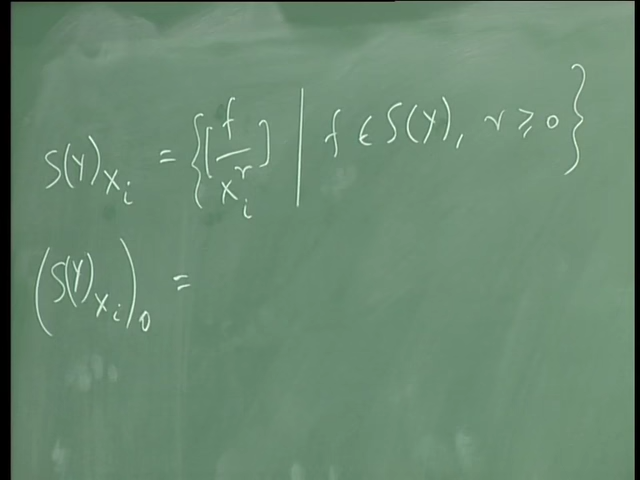 S(Y)_{X_i} = { [ f / X_i^r ] | f ∈ S(Y), r ≥ 0 }
( S(Y)_{X_i} )_0 =